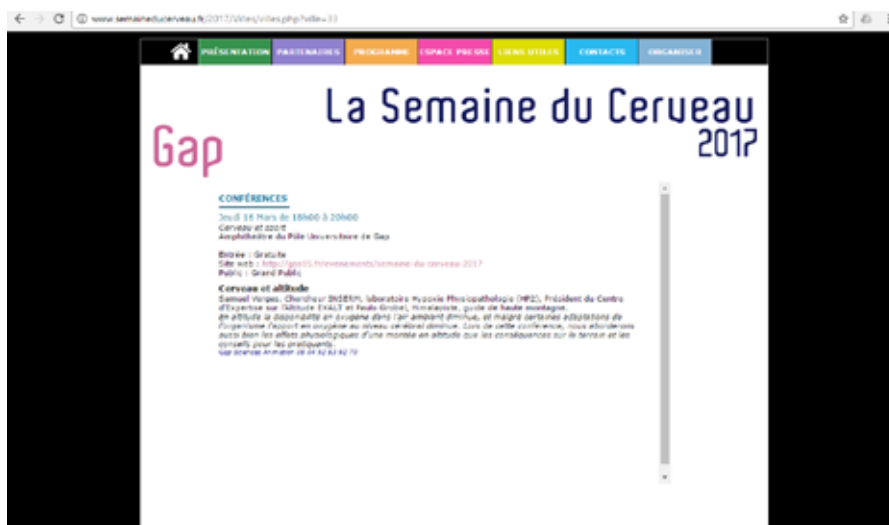 www.semaineducerveau.fr/2017/Villes/villes.php?ville=33
PRÉSENTATION PARTENAIRES PROGRAMME ESPACE PRESSE LIENS UTILES CONTACTS ORGANISER
La Semaine du Cerveau
2017
Gap
CONFÉRENCES
Jeudi 16 Mars de 18h00 à 20h00
Cerveau et sport
Amphithéâtre du Pôle Universitaire de Gap
Entrée : Gratuite
Site web : /evenements/semaine-du-cerveau-2017
Public : Grand Public
Cerveau et altitude
Samuel Verges, Chercheur INSERM, laboratoire Hypoxie Physiopathologie (HP2), Président du Centre
d'Expertise sur l'Altitude EXALT et Paulo Grobel, Himalayiste, guide de haute montagne.
En altitude la disponibilité en oxygène dans l'air ambiant diminue, et malgré certaines adaptations de
l'organisme l'apport en oxygène au niveau cérébral diminue. Lors de cette conférence, nous aborderons
aussi bien les effets physiologiques d'une montée en altitude que les conséquences sur le terrain et les
conseils pour les pratiquants.
Gap Sciences Animation